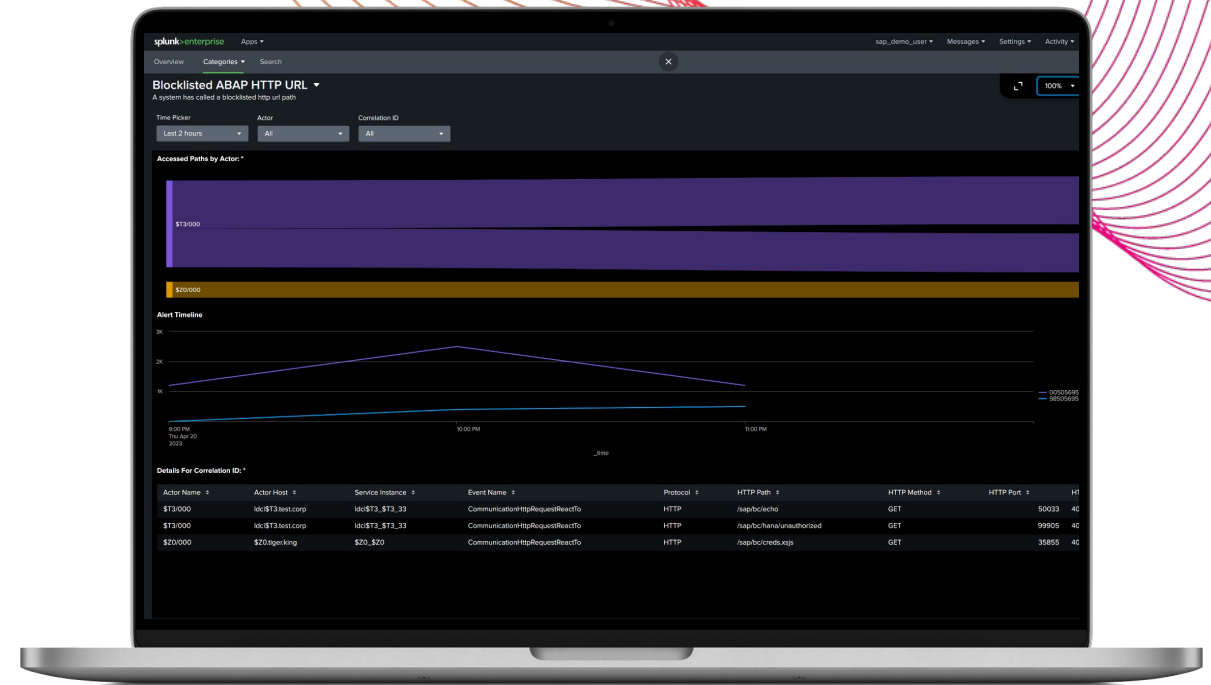 splunk>enterprise Apps sap_demo_user Messages Settings Activity
Overview Categories Search
Blocklisted ABAP HTTP URL 100%
A system has called a blocklisted http url path
Time Picker Actor Correlation ID
Last 2 hours All All
Accessed Paths by Actor: *
$T3/000
$Z0/000
Alert Timeline
3K
2K
1K
00505695
98505695
9:00 PM 10:00 PM 11:00 PM
Thu Apr 20
2023
_time
Details For Correlation ID: *
Actor Name Actor Host Service Instance Event Name Protocol HTTP Path HTTP Method HTTP Port HT
$T3/000 ldcl$T3.test.corp ldcl$T3_$T3_33 CommunicationHttpRequestReactTo HTTP /sap/bc/echo GET 50033 40
$T3/000 ldcl$T3.test.corp ldcl$T3_$T3_33 CommunicationHttpRequestReactTo HTTP /sap/bc/hana/unauthorized GET 99905 40
$Z0/000 $Z0.tiger.king $Z0_$Z0 CommunicationHttpRequestReactTo HTTP /sap/bc/creds.xsjs GET 35855 40